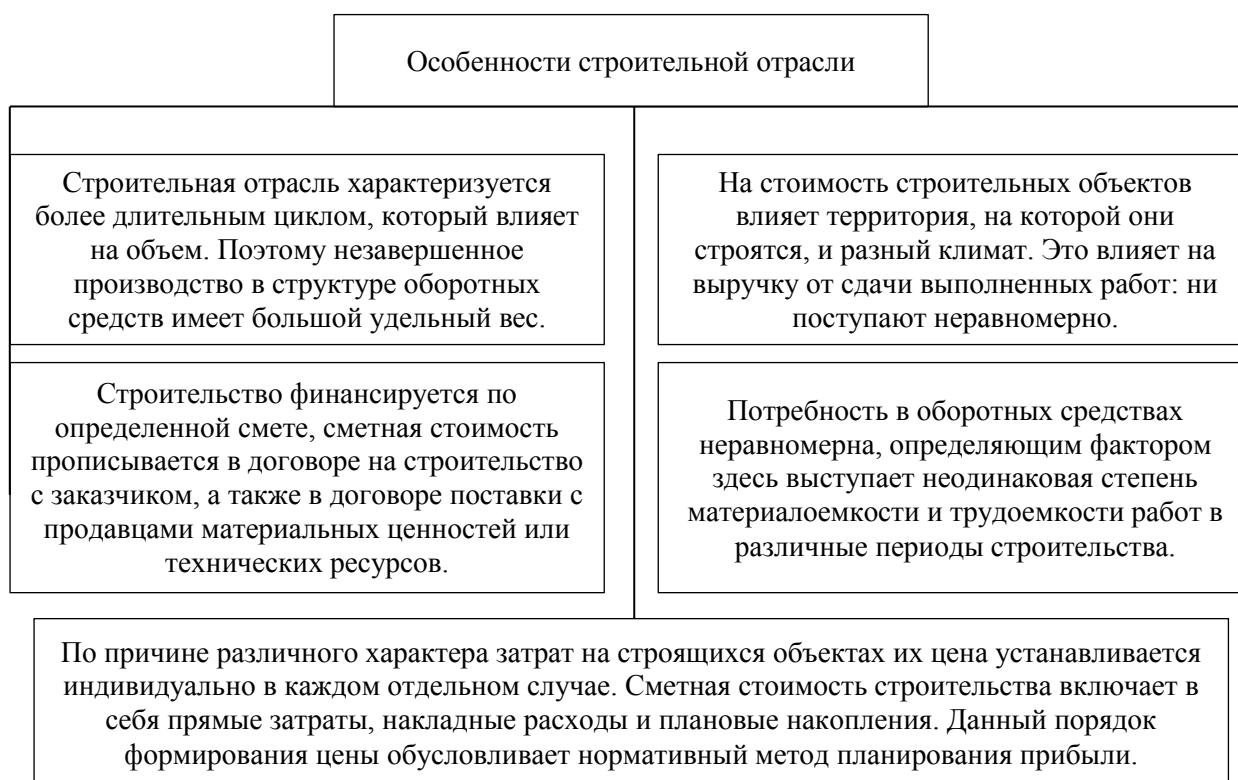 Особенности строительной отрасли
Строительная отрасль характеризуется
более длительным циклом, который влияет
на объем. Поэтому незавершенное
производство в структуре оборотных
средств имеет большой удельный вес.
На стоимость строительных объектов
влияет территория, на которой они
строятся, и разный климат. Это влияет на
выручку от сдачи выполненных работ: ни
поступают неравномерно.
Строительство финансируется по
определенной смете, сметная стоимость
прописывается в договоре на строительство
с заказчиком, а также в договоре поставки с
продавцами материальных ценностей или
технических ресурсов.
Потребность в оборотных средствах
неравномерна, определяющим фактором
здесь выступает неодинаковая степень
материалоемкости и трудоемкости работ в
различные периоды строительства.
По причине различного характера затрат на строящихся объектах их цена устанавливается
индивидуально в каждом отдельном случае. Сметная стоимость строительства включает в
себя прямые затраты, накладные расходы и плановые накопления. Данный порядок
формирования цены обусловливает нормативный метод планирования прибыли.